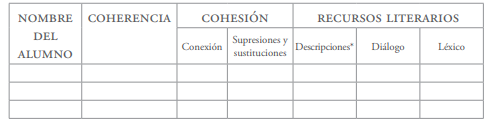 NOMBRE DEL ALUMNO
COHERENCIA
COHESIÓN
RECURSOS LITERARIOS
Conexión
Supresiones y sustituciones
Descripciones*
Diálogo
Léxico